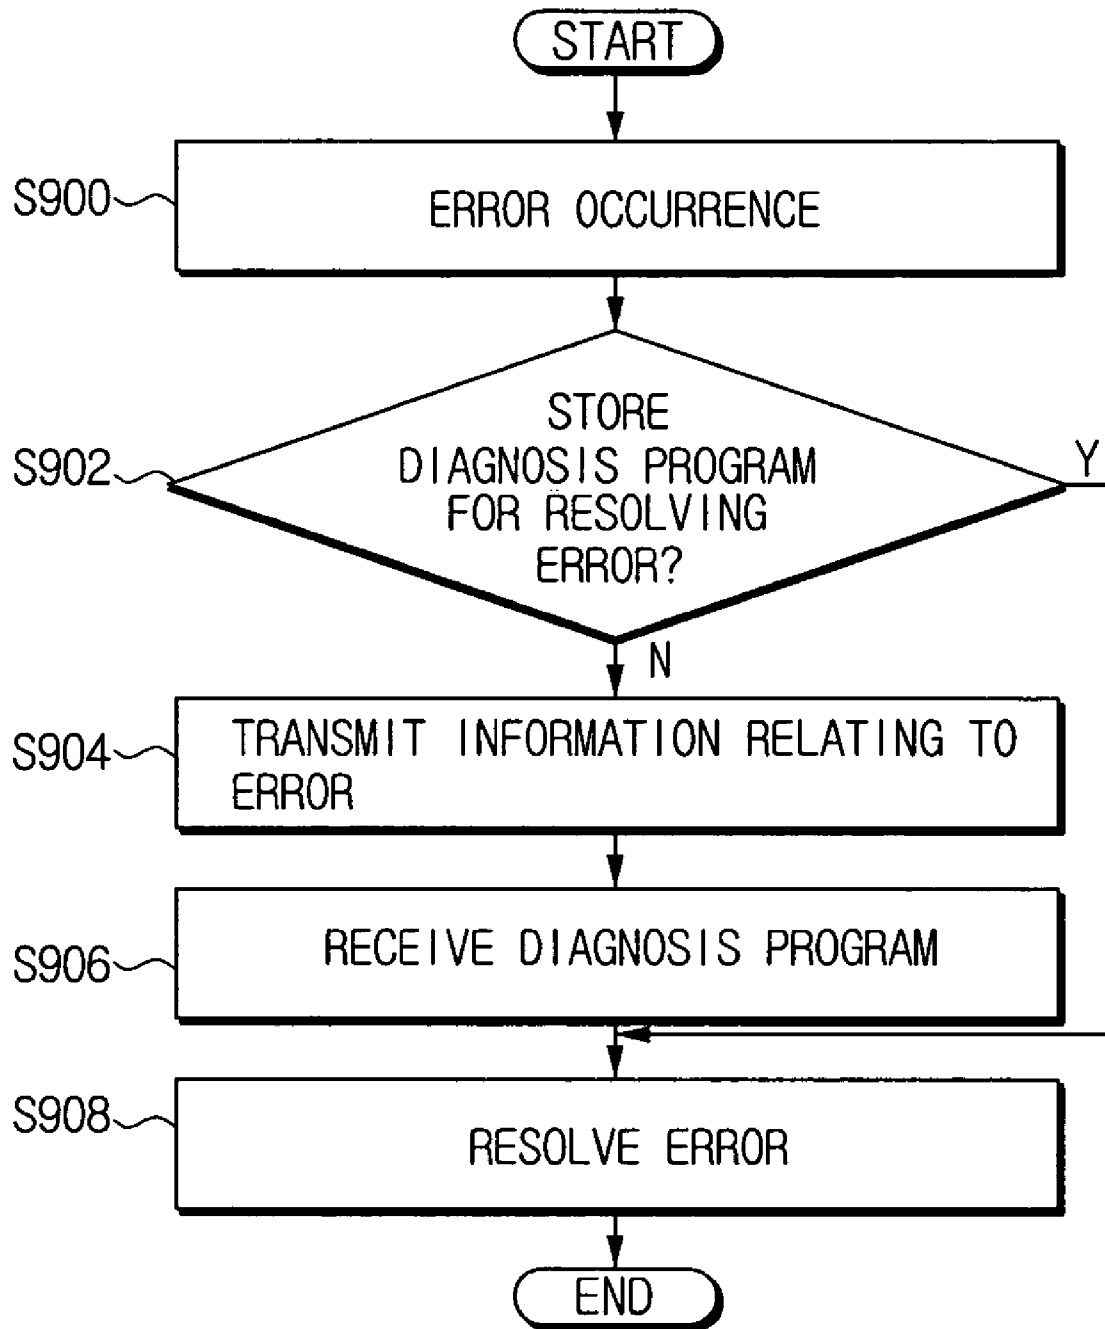 START
S900
ERROR OCCURRENCE
S902
STORE
DIAGNOSIS PROGRAM
FOR RESOLVING
ERROR?
Y
N
S904
TRANSMIT INFORMATION RELATING TO
ERROR
S906
RECEIVE DIAGNOSIS PROGRAM
S908
RESOLVE ERROR
END